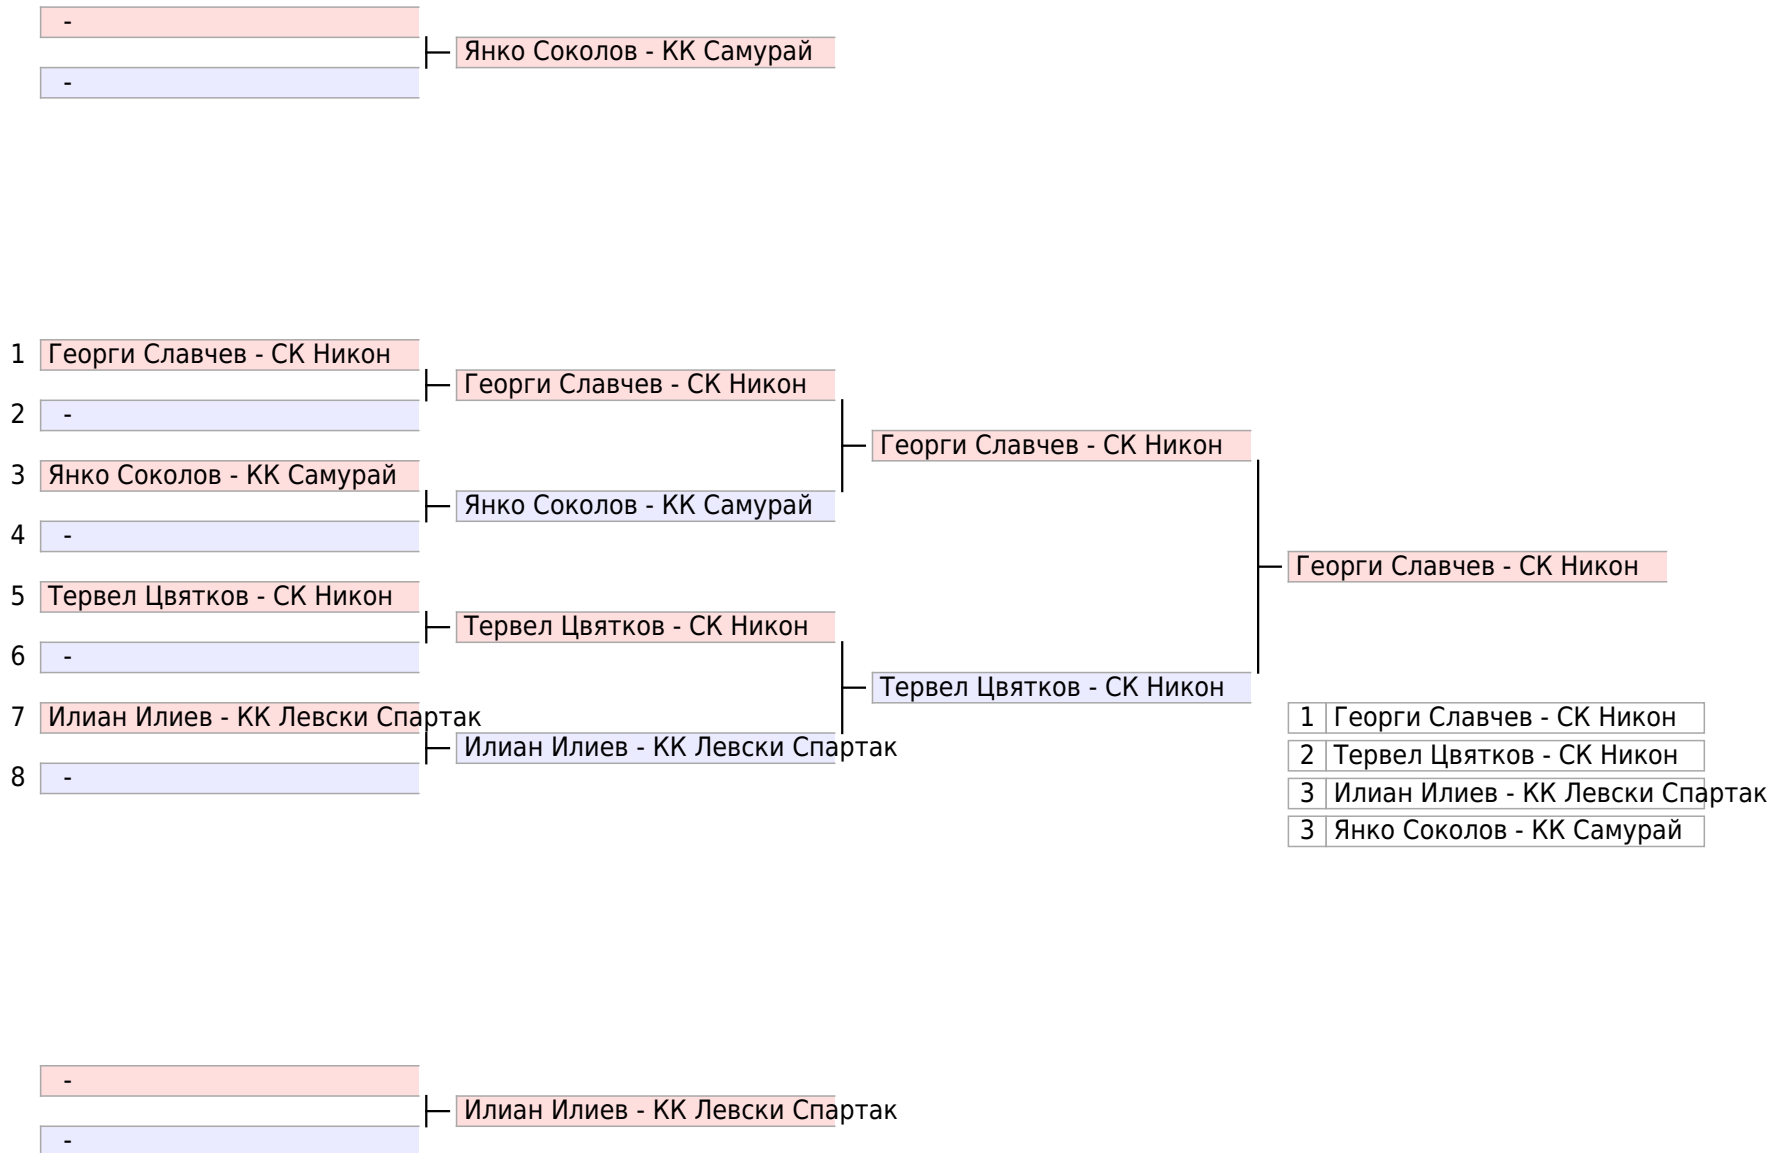 -
Янко Соколов - КК Самурай
-
1 Георги Славчев - СК Никон
Георги Славчев - СК Никон
2 -
Георги Славчев - СК Никон
3 Янко Соколов - КК Самурай
Янко Соколов - КК Самурай
4 -
Георги Славчев - СК Никон
5 Тервел Цвятков - СК Никон
Тервел Цвятков - СК Никон
6 -
Тервел Цвятков - СК Никон
7 Илиан Илиев - КК Левски Спартак
Илиан Илиев - КК Левски Спартак
8 -
1 Георги Славчев - СК Никон
2 Тервел Цвятков - СК Никон
3 Илиан Илиев - КК Левски Спартак
3 Янко Соколов - КК Самурай
-
Илиан Илиев - КК Левски Спартак
-